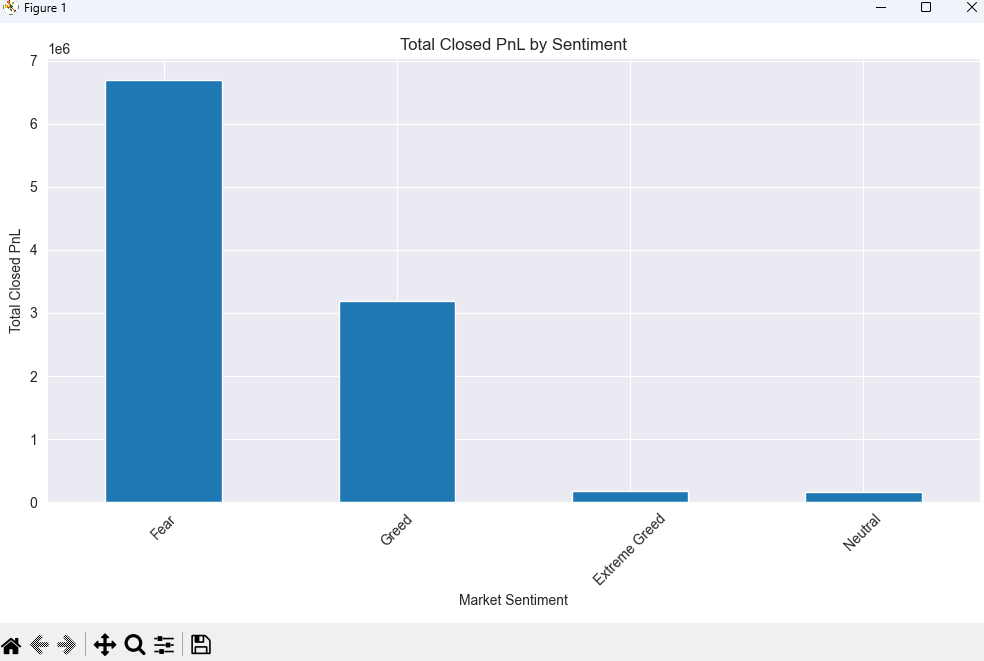 Figure 1
Total Closed PnL by Sentiment
1e6
7
6
5
4
3
2
1
0
Total Closed PnL
Fear
Greed
Extreme Greed
Neutral
Market Sentiment